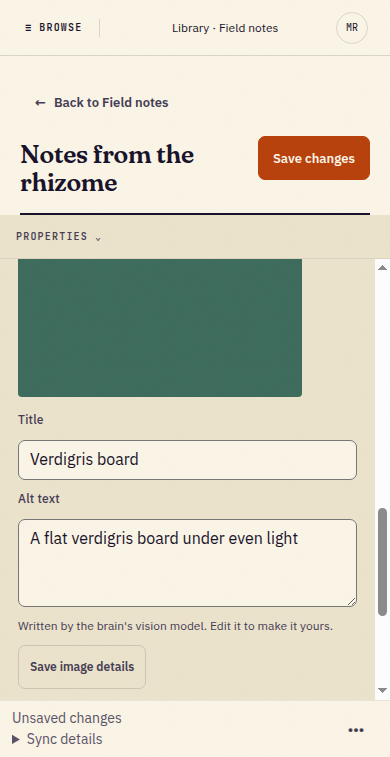 ≡ BROWSE
Library · Field notes
MR
← Back to Field notes
Notes from the
rhizome
Save changes
PROPERTIES ⌄
Title
Verdigris board
Alt text
A flat verdigris board under even light
Written by the brain's vision model. Edit it to make it yours.
Save image details
Unsaved changes
▶ Sync details
•••